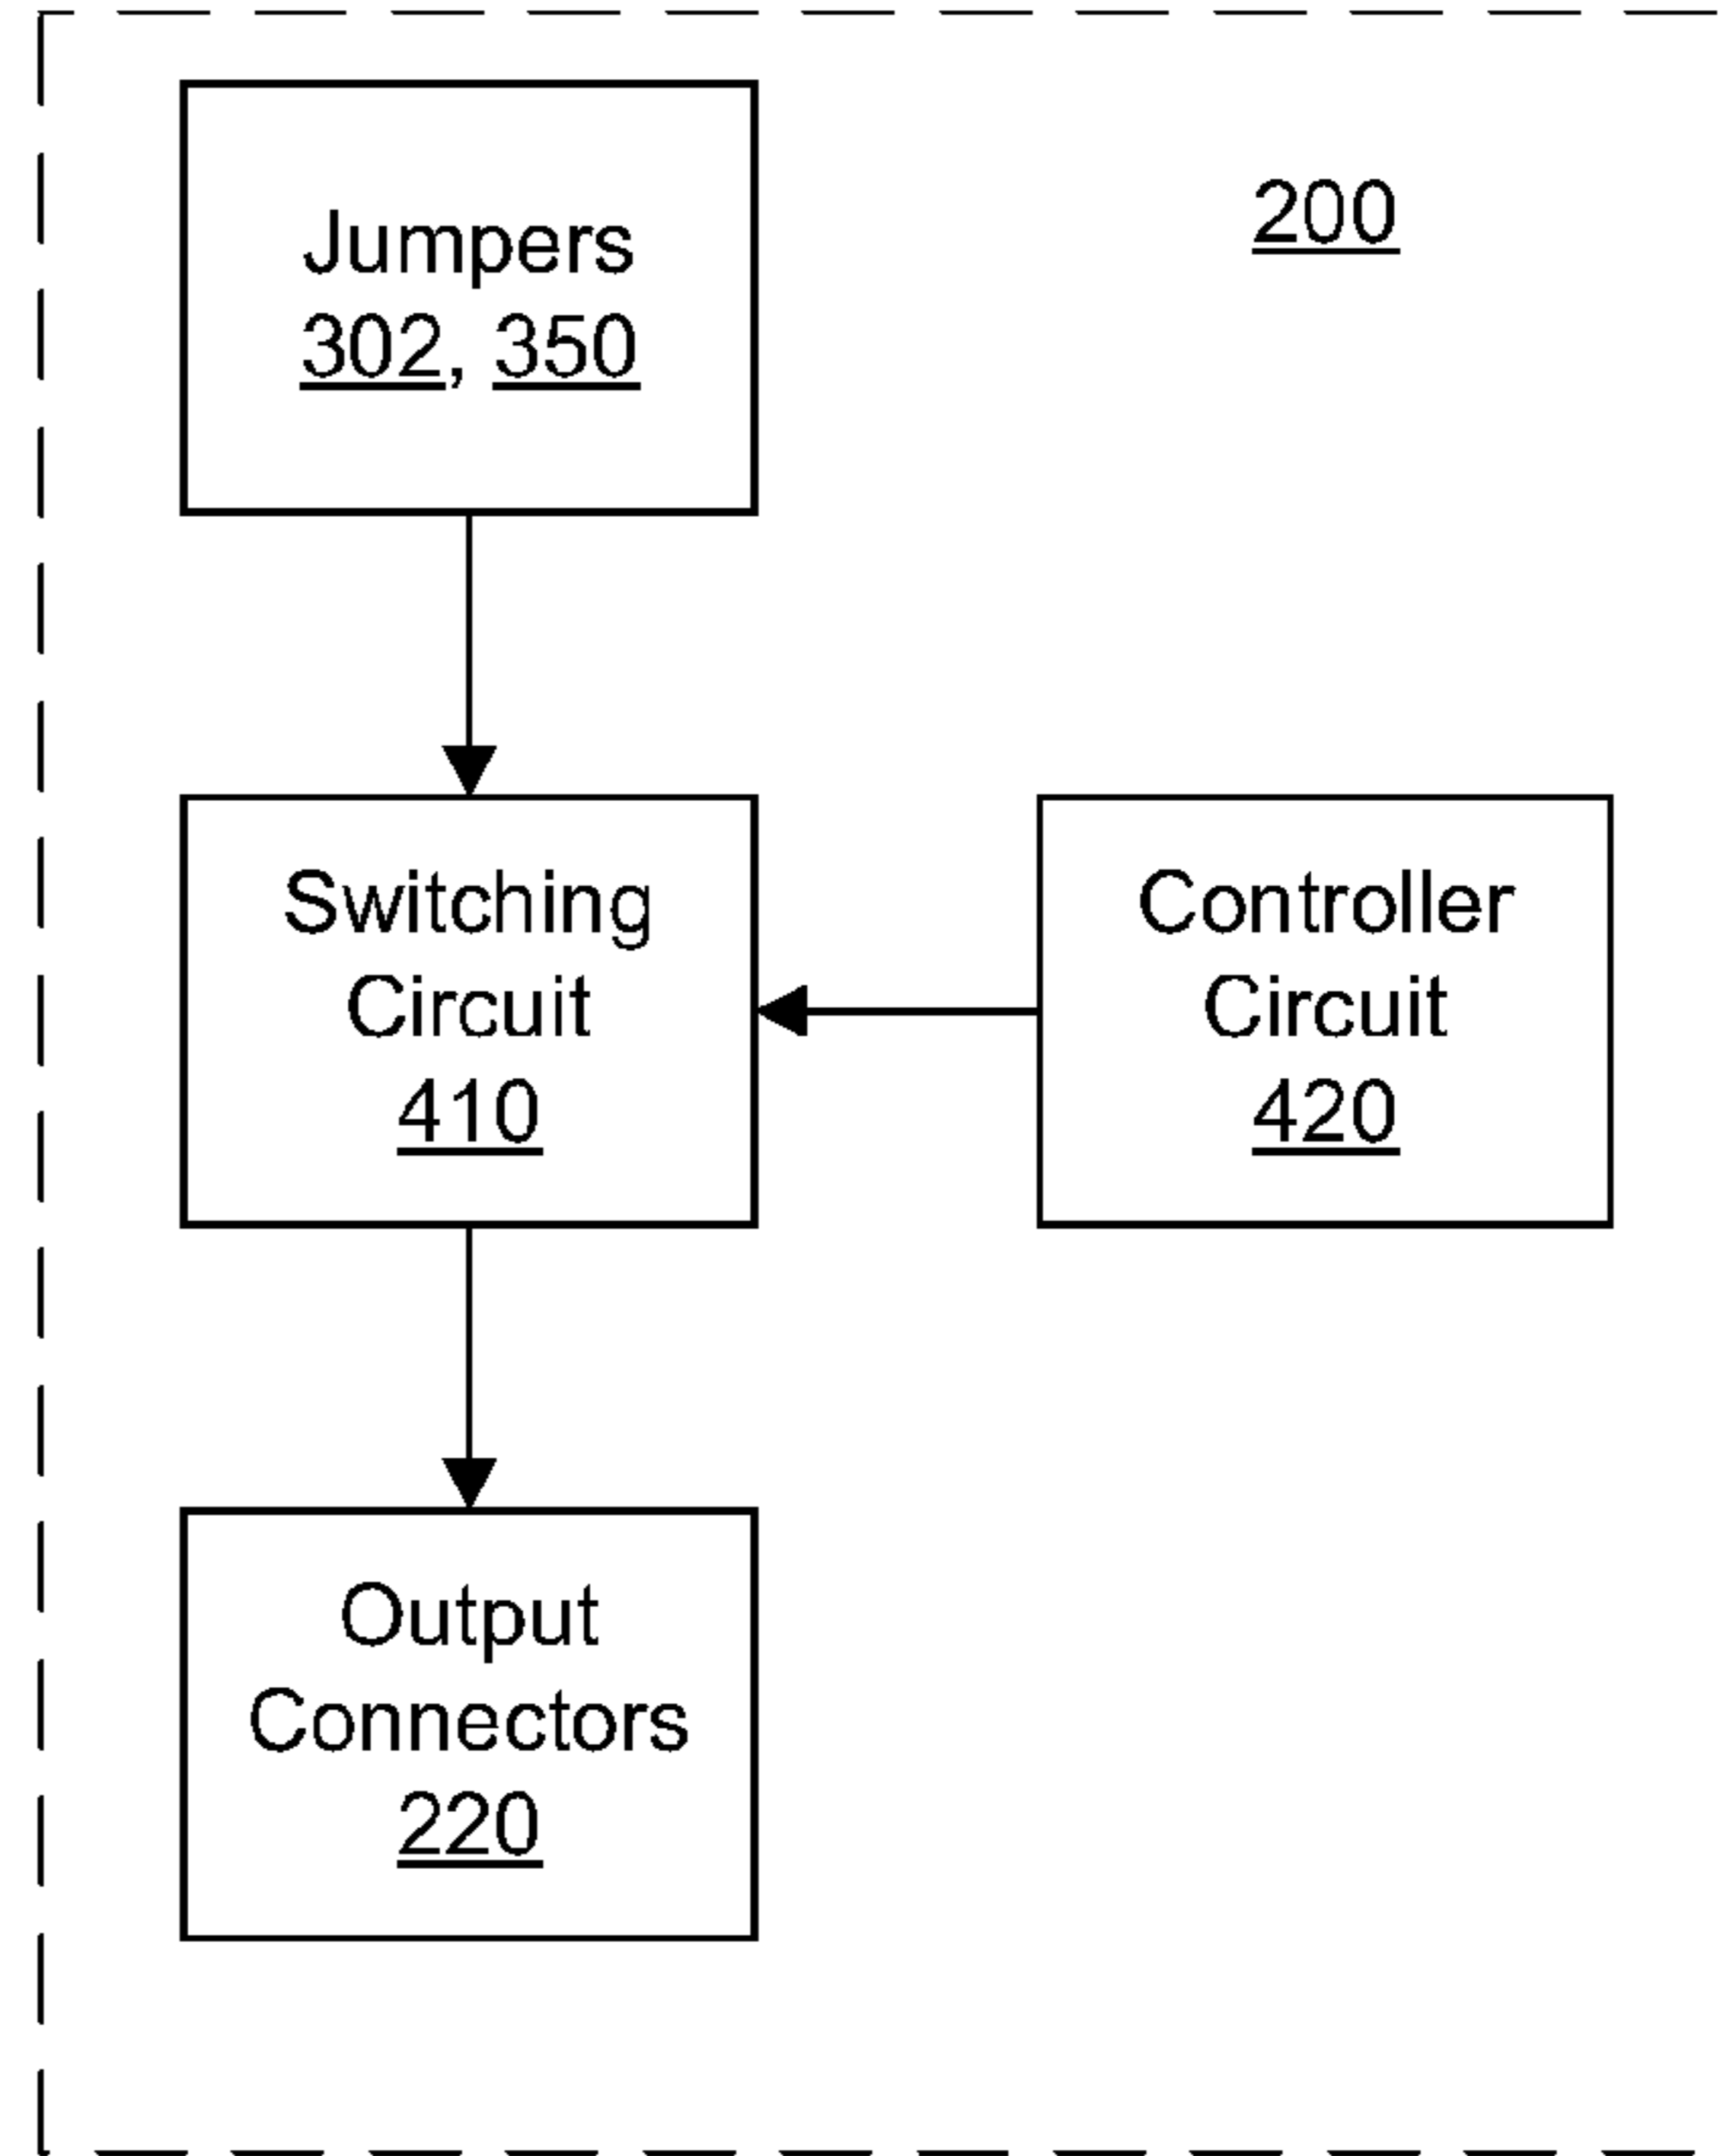 Jumpers
302, 350
200
Switching
Circuit
410
Controller
Circuit
420
Output
Connectors
220